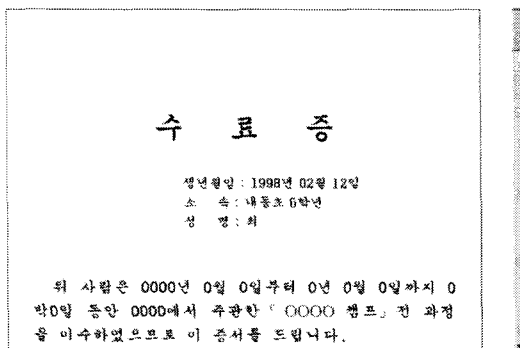 수 료 증
생년월일 : 1998년 02월 12일
소 속 : 내동초 6학년
성 명 : 최
위 사람은 0000년 0월 0일부터 0년 0월 0일까지 0
박0일 동안 0000에서 주관한「OOOO 캠프」전 과정
을 이수하였으므로 이 증서를 드립니다.